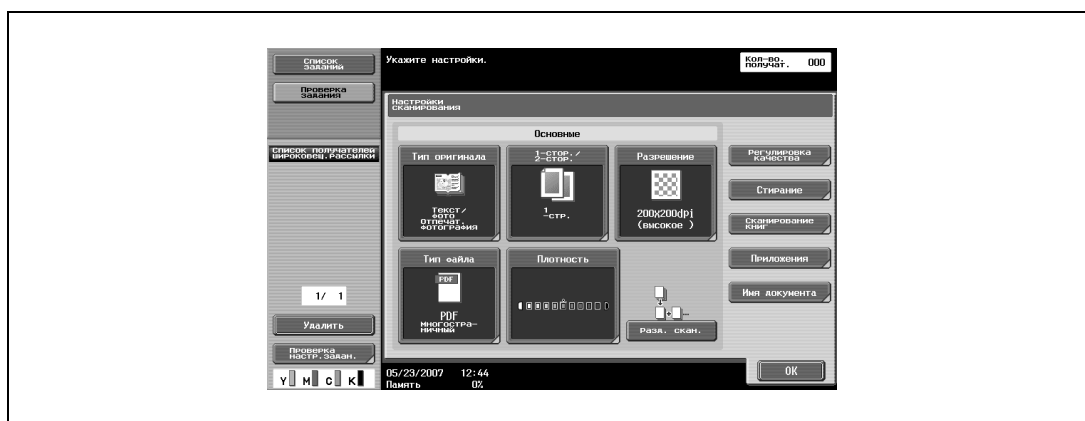 Список
заданий
Проверка
задания
Список получателей
широковещ.рассылки
1/ 1
Удалить
Проверка
настр.задан.
Y M C K
Укажите настройки.
Кол-во.
получат. 000
Настройки
сканирования
Основные
Тип оригинала
Текст/
фото
Отпечат.
фотография
1-стор./
2-стор.
1
-стр.
Разрешение
200X200dpi
(высокое )
Тип файла
PDF
PDF
многостра-
ничный
Плотность
Разд. скан.
Регулировка
качества
Стирание
Сканирование
книг
Приложения
Имя документа
05/23/2007 12:44
Память 0%
OK